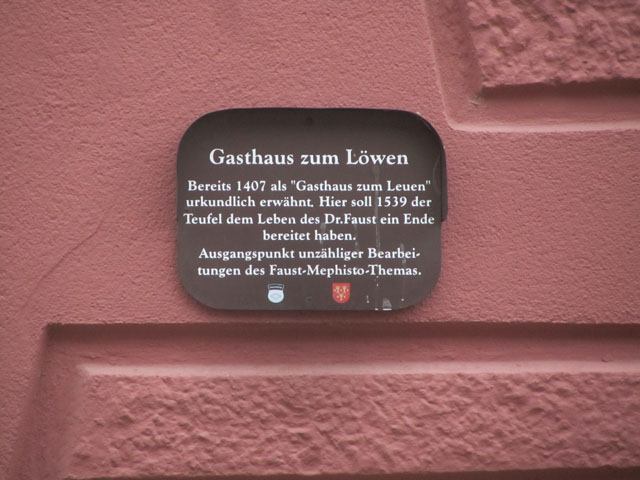 Gasthaus zum Löwen
Bereits 1407 als "Gasthaus zum Leuen"
urkundlich erwähnt. Hier soll 1539 der
Teufel dem Leben des Dr.Faust ein Ende
bereitet haben.
Ausgangspunkt unzähliger Bearbei-
tungen des Faust-Mephisto-Themas.